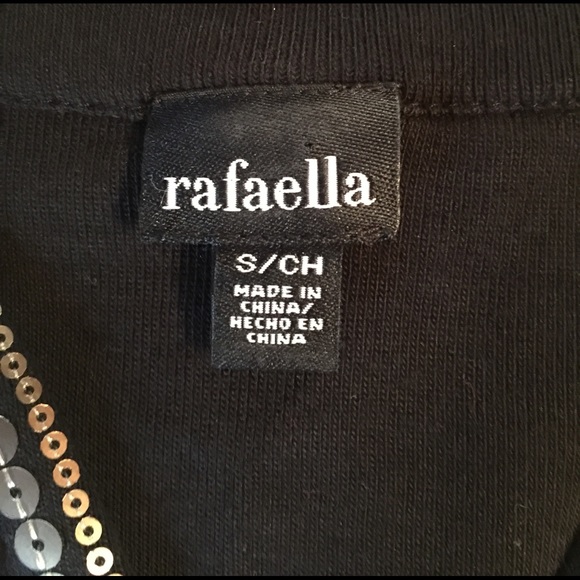 rafaella
S/CH
MADE IN
CHINA/
HECHO EN
CHINA